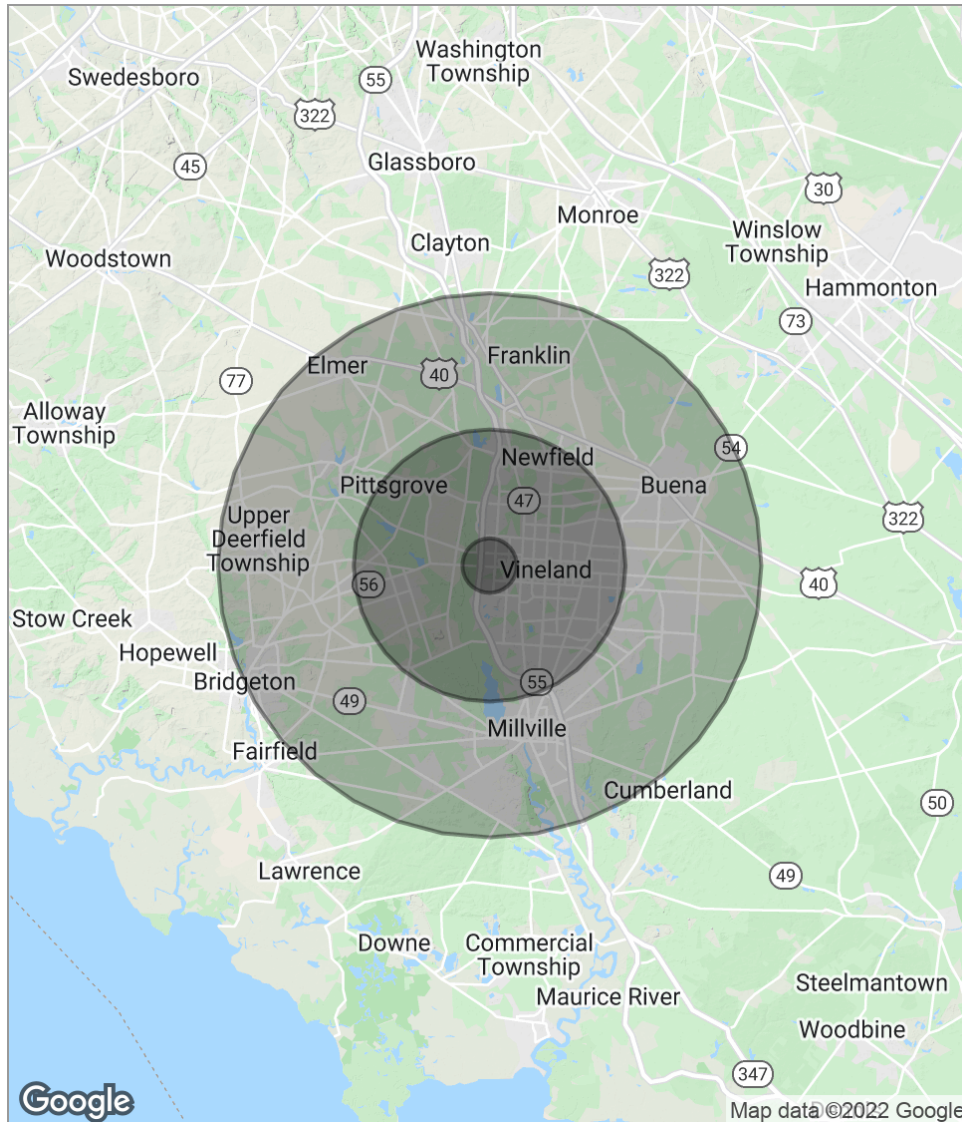 Washington
Township
Swedesboro
55
322
Glassboro
45
30
Monroe
Winslow
Township
Clayton
Woodstown
322
Hammonton
73
Franklin
Elmer
40
77
Alloway
Township
54
Newfield
Pittsgrove
Buena
47
322
Upper
Deerfield
Township
Vineland
56
40
Stow Creek
Hopewell
Bridgeton
55
49
Millville
Fairfield
Cumberland
50
Lawrence
49
Downe
Commercial
Township
Steelmantown
Maurice River
Woodbine
347
Google
Map data ©2022 Google